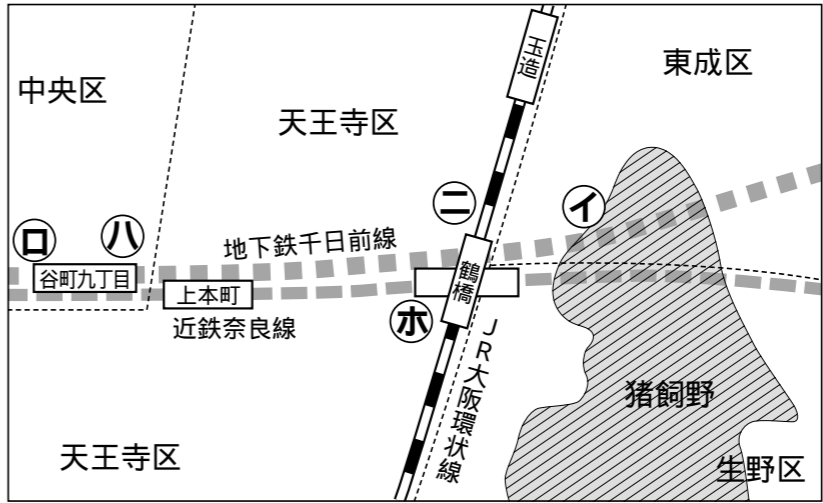 玉造
東成区
中央区
天王寺区
イ
ニ
ロ
ハ
地下鉄千日前線
谷町九丁目
鶴橋
上本町
ホ
近鉄奈良線
JR大阪環状線
猪飼野
天王寺区
生野区